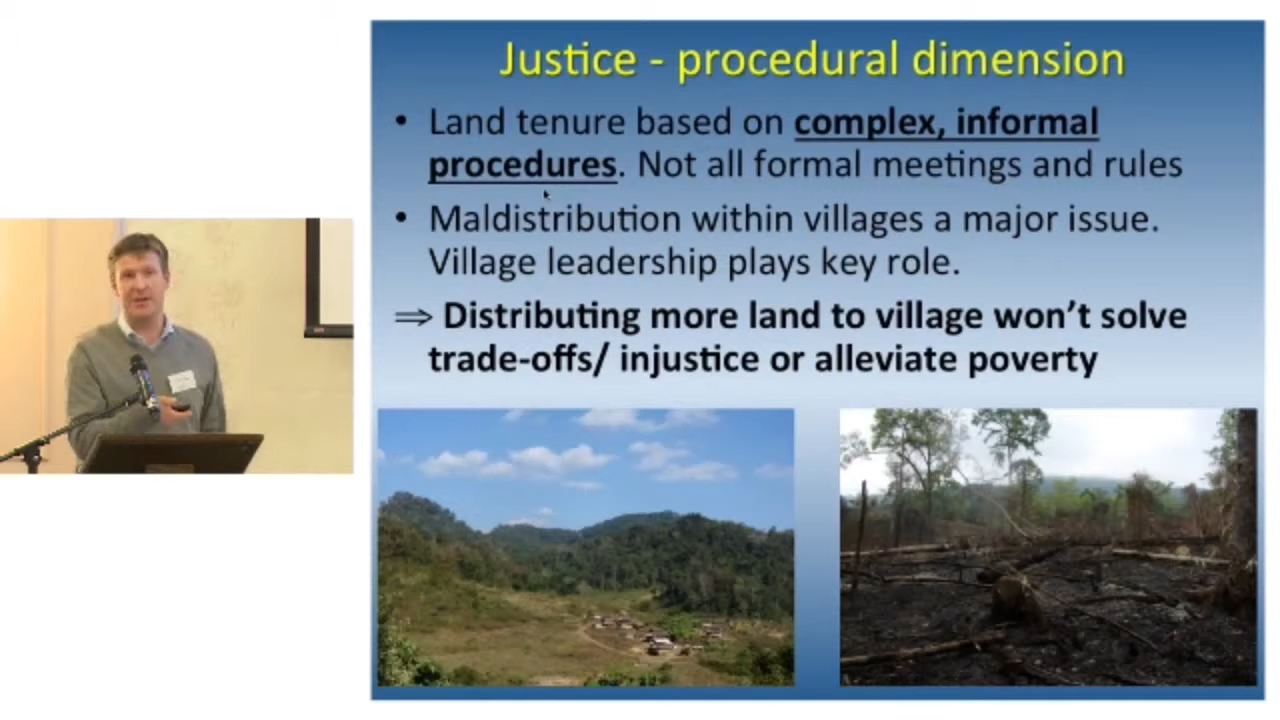 Justice - procedural dimension
• Land tenure based on complex, informal
procedures. Not all formal meetings and rules
• Maldistribution within villages a major issue.
Village leadership plays key role.
⇒ Distributing more land to village won’t solve
trade-offs/ injustice or alleviate poverty